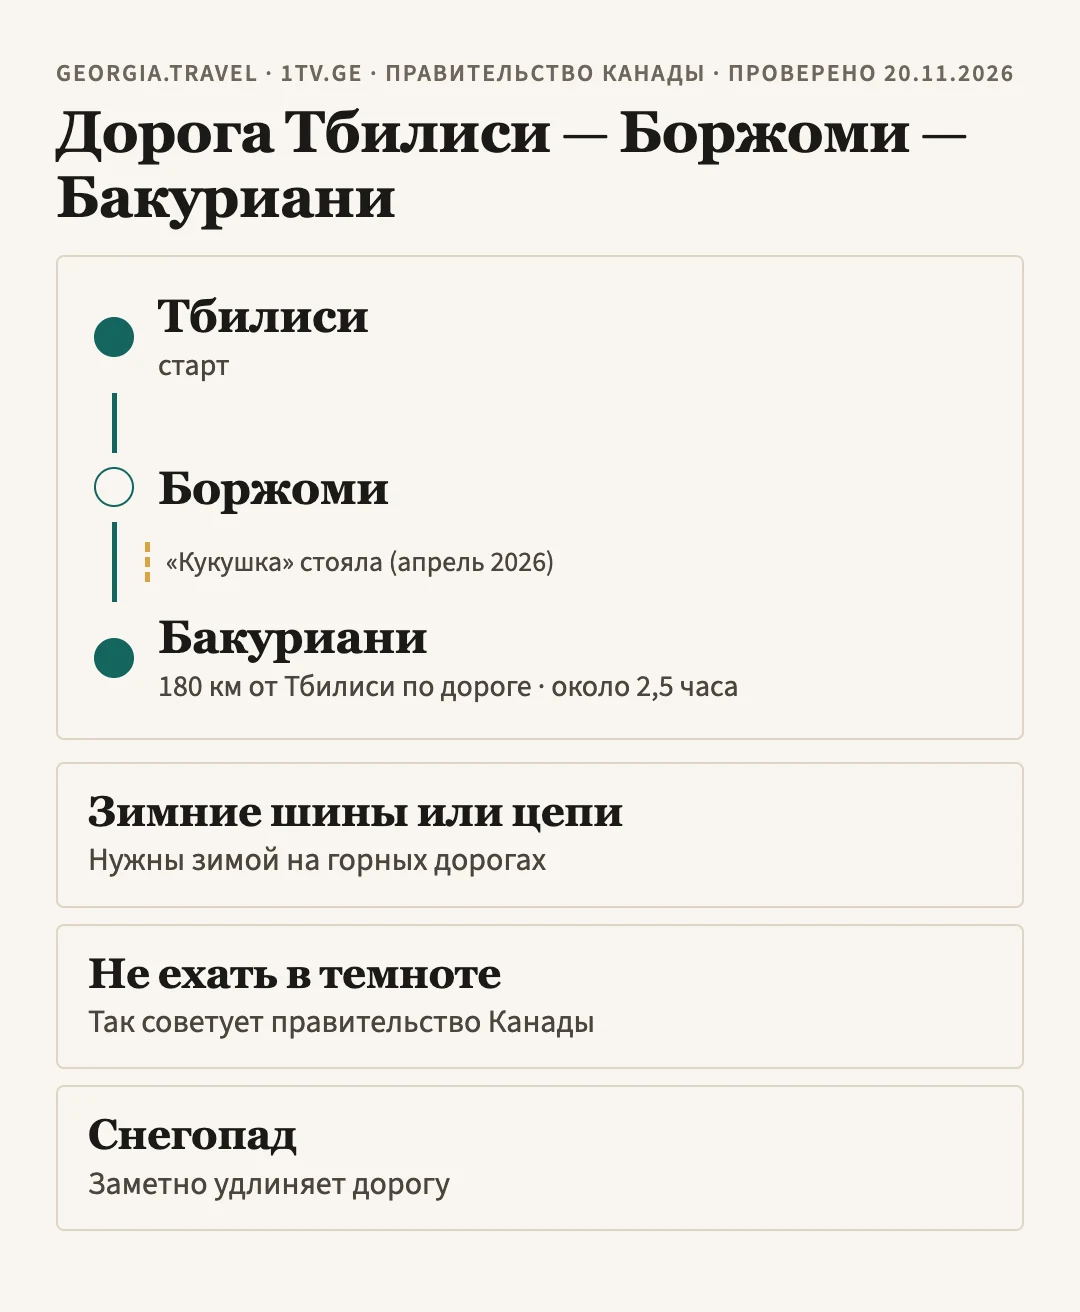 GEORGIA.TRAVEL · 1TV.GE · ПРАВИТЕЛЬСТВО КАНАДЫ · ПРОВЕРЕНО 20.11.2026
Дорога Тбилиси — Боржоми —
Бакуриани
Тбилиси
старт
Боржоми
«Кукушка» стояла (апрель 2026)
Бакуриани
180 км от Тбилиси по дороге · около 2,5 часа
Зимние шины или цепи
Нужны зимой на горных дорогах
Не ехать в темноте
Так советует правительство Канады
Снегопад
Заметно удлиняет дорогу